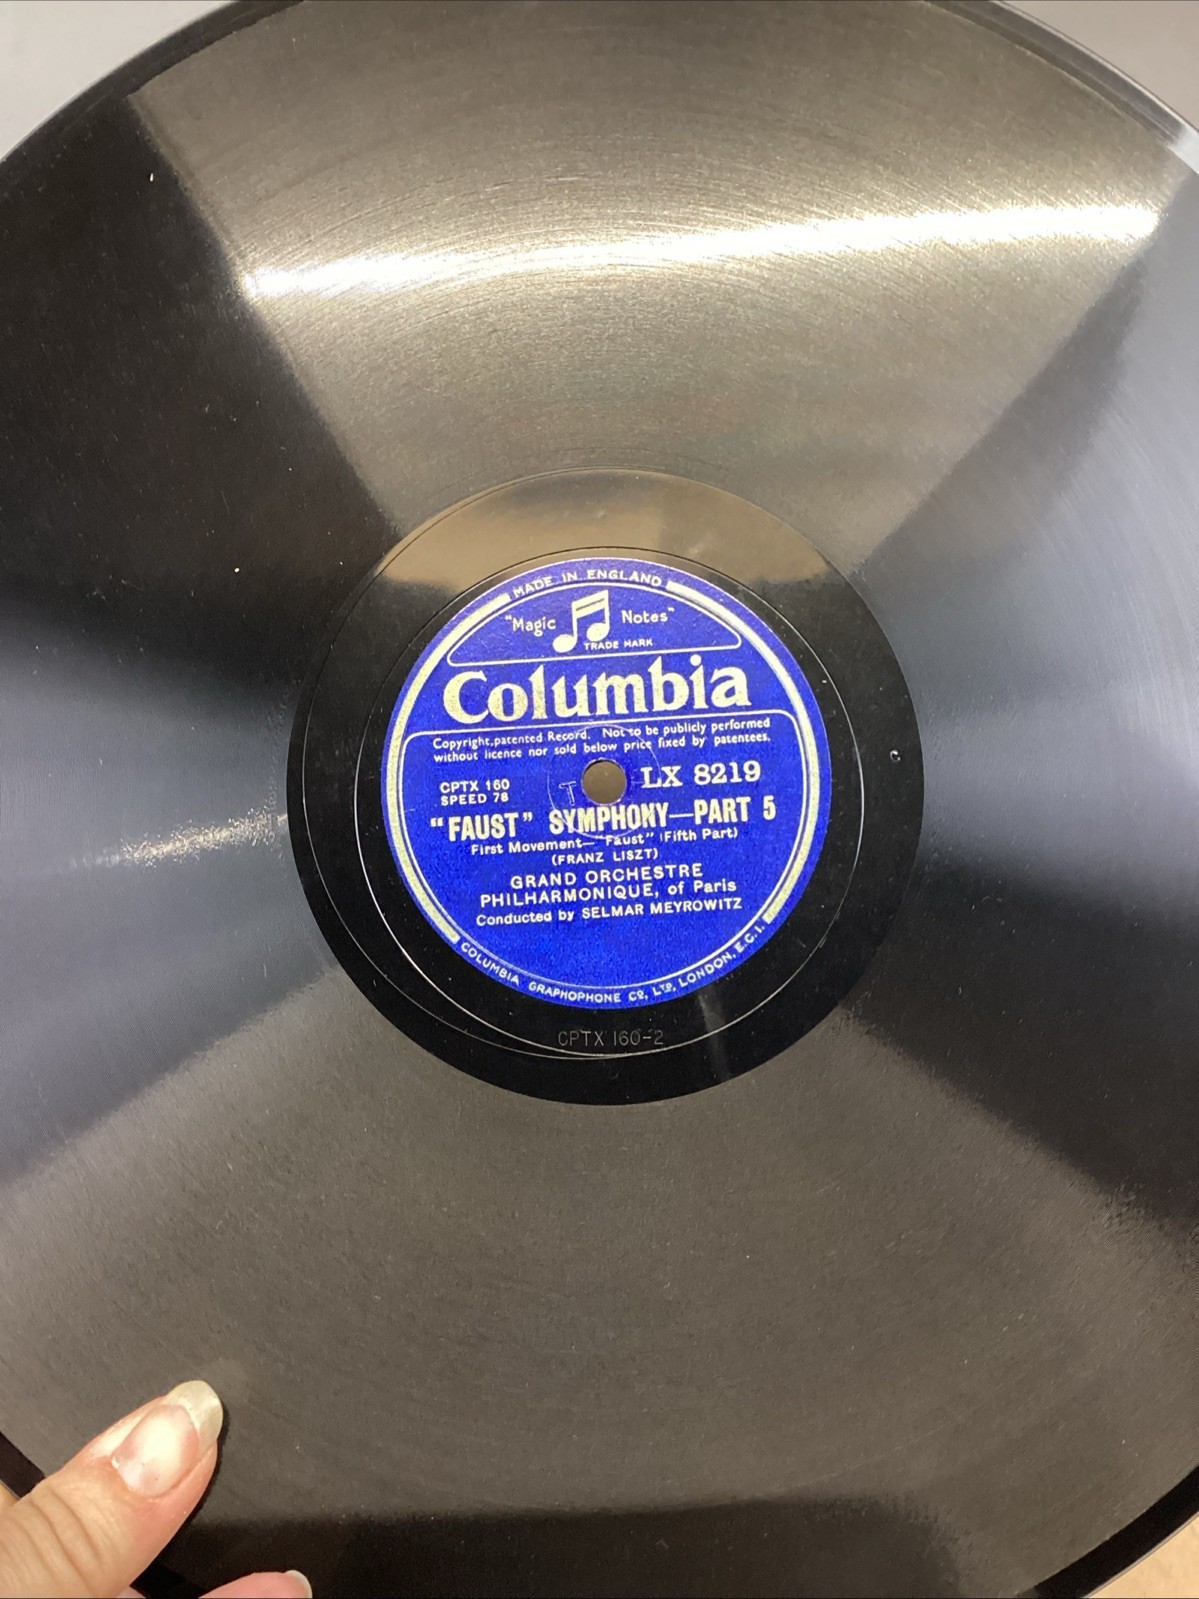 MADE IN ENGLAND
"Magic Notes"
TRADE MARK
Columbia
Copyright, patented Record. Not to be publicly performed
without licence nor sold below price fixed by patentees.
CPTX 160
SPEED 78
LX 8219
T
"FAUST" SYMPHONY—PART 5
First Movement—"Faust" (Fifth Part)
(FRANZ LISZT)
GRAND ORCHESTRE
PHILHARMONIQUE, of Paris
Conducted by SELMAR MEYROWITZ
COLUMBIA GRAPHOPHONE CO. LTD. LONDON, E.C.1.
CPTX 160-2